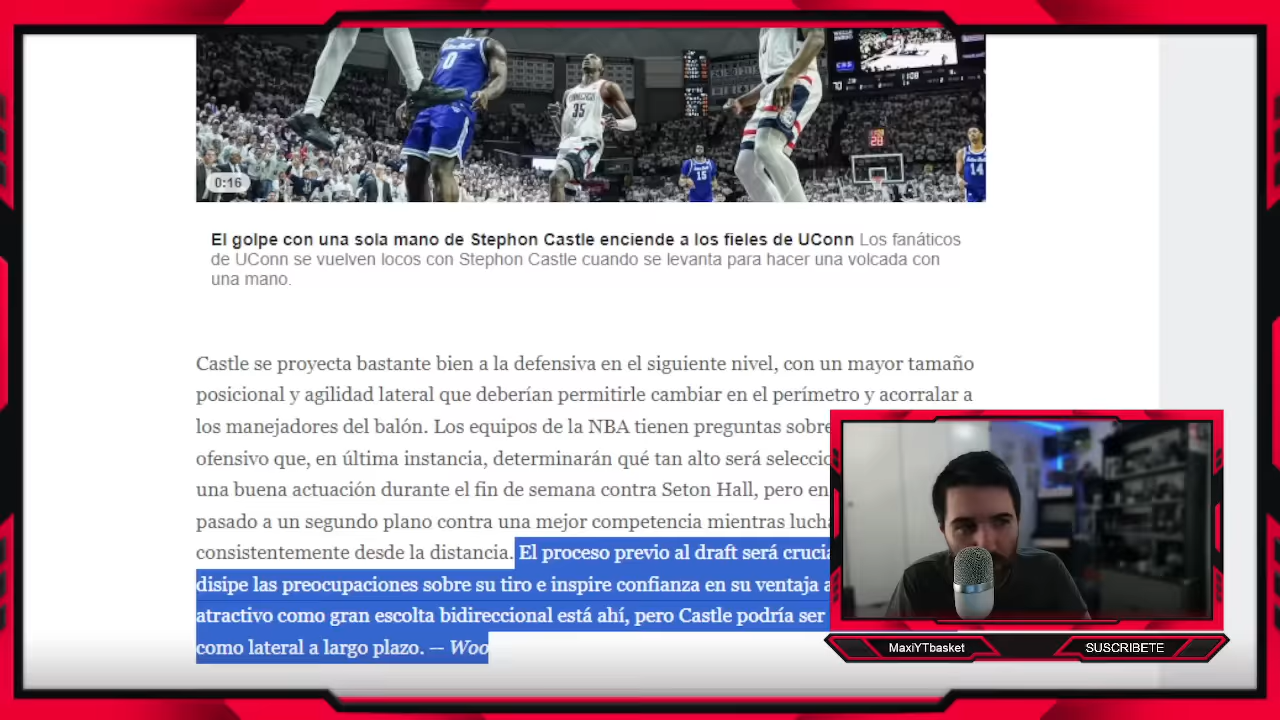 0
35
15
14
28
CBS
0:16
El golpe con una sola mano de Stephon Castle enciende a los fieles de UConn Los fanáticos
de UConn se vuelven locos con Stephon Castle cuando se levanta para hacer una volcada con
una mano.
Castle se proyecta bastante bien a la defensiva en el siguiente nivel, con un mayor tamaño
posicional y agilidad lateral que deberían permitirle cambiar en el perímetro y acorralar a
los manejadores del balón. Los equipos de la NBA tienen preguntas sobre
ofensivo que, en última instancia, determinarán qué tan alto será
una buena actuación durante el fin de semana contra Seton Hall, pero en
pasado a un segundo plano contra una mejor competencia mientras
consistentemente desde la distancia. El proceso previo al draft será
disipe las preocupaciones sobre su tiro e inspire confianza en su ventaja
atractivo como gran escolta bidireccional está ahí, pero Castle podría ser
como lateral a largo plazo. — Woo
MaxiYTbasket
SUSCRIBETE